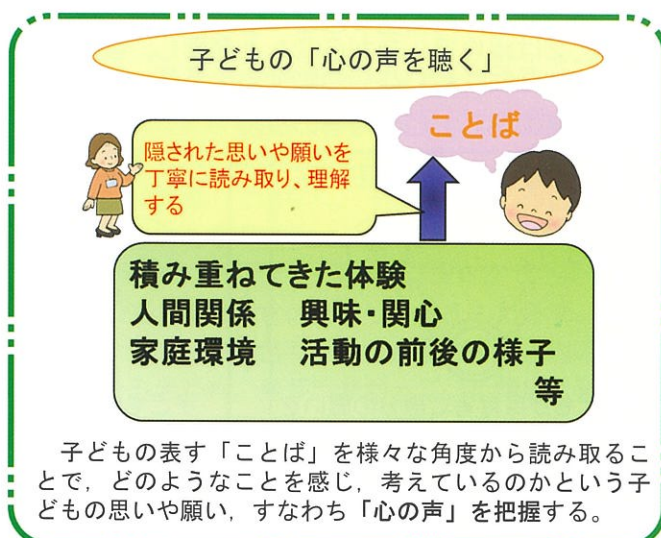 子どもの「心の声を聴く」
ことば
隠された思いや願いを
丁寧に読み取り、理解
する
積み重ねてきた体験
人間関係　興味・関心
家庭環境　活動の前後の様子
等
　子どもの表す「ことば」を様々な角度から読み取るこ
とで，どのようなことを感じ，考えているのかという子
どもの思いや願い，すなわち「心の声」を把握する。